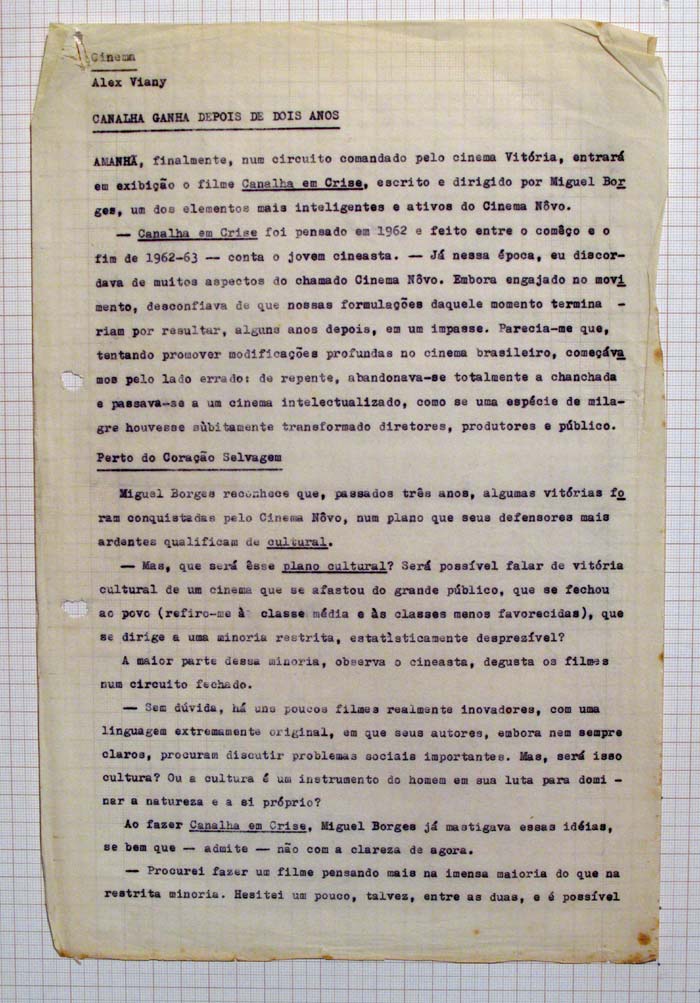 Cinema
Alex Viany
CANALHA GANHA DEPOIS DE DOIS ANOS
AMANHÃ, finalmente, num circuito comandado pelo cinema Vitória, entrará
em exibição o filme Canalha em Crise, escrito e dirigido por Miguel Bor
ges, um dos elementos mais inteligentes e ativos do Cinema Nôvo.
— Canalha em Crise foi pensado em 1962 e feito entre o comêço e o
fim de 1962-63 — conta o jovem cineasta. — Já nessa época, eu discor-
dava de muitos aspectos do chamado Cinema Nôvo. Embora engajado no movi
mento, desconfiava de que nossas formulações daquele momento termina -
riam por resultar, alguns anos depois, em um impasse. Parecia-me que,
tentando promover modificações profundas no cinema brasileiro, começáva
mos pelo lado errado: de repente, abandonava-se totalmente a chanchada
e passava-se a um cinema intelectualizado, como se uma espécie de mila-
gre houvesse sùbitamente transformado diretores, produtores e público.
Perto do Coração Selvagem
Miguel Borges reconhece que, passados três anos, algumas vitórias fo
ram conquistadas pelo Cinema Nôvo, num plano que seus defensores mais
ardentes qualificam de cultural.
— Mas, que será êsse plano cultural? Será possível falar de vitória
cultural de um cinema que se afastou do grande público, que se fechou
ao povo (refiro-me à classe média e às classes menos favorecidas), que
se dirige a uma minoria restrita, estatìsticamente desprezível?
A maior parte dessa minoria, observa o cineasta, degusta os filmes
num circuito fechado.
— Sem dúvida, há uns poucos filmes realmente inovadores, com uma
linguagem extremamente original, em que seus autores, embora nem sempre
claros, procuram discutir problemas sociais importantes. Mas, será isso
cultura? Ou a cultura é um instrumento do homem em sua luta para domi -
nar a natureza e a si próprio?
Ao fazer Canalha em Crise, Miguel Borges já mastigava essas idéias,
se bem que — admite — não com a clareza de agora.
— Procurei fazer um filme pensando mais na imensa maioria do que na
restrita minoria. Hesitei um pouco, talvez, entre as duas, e é possível